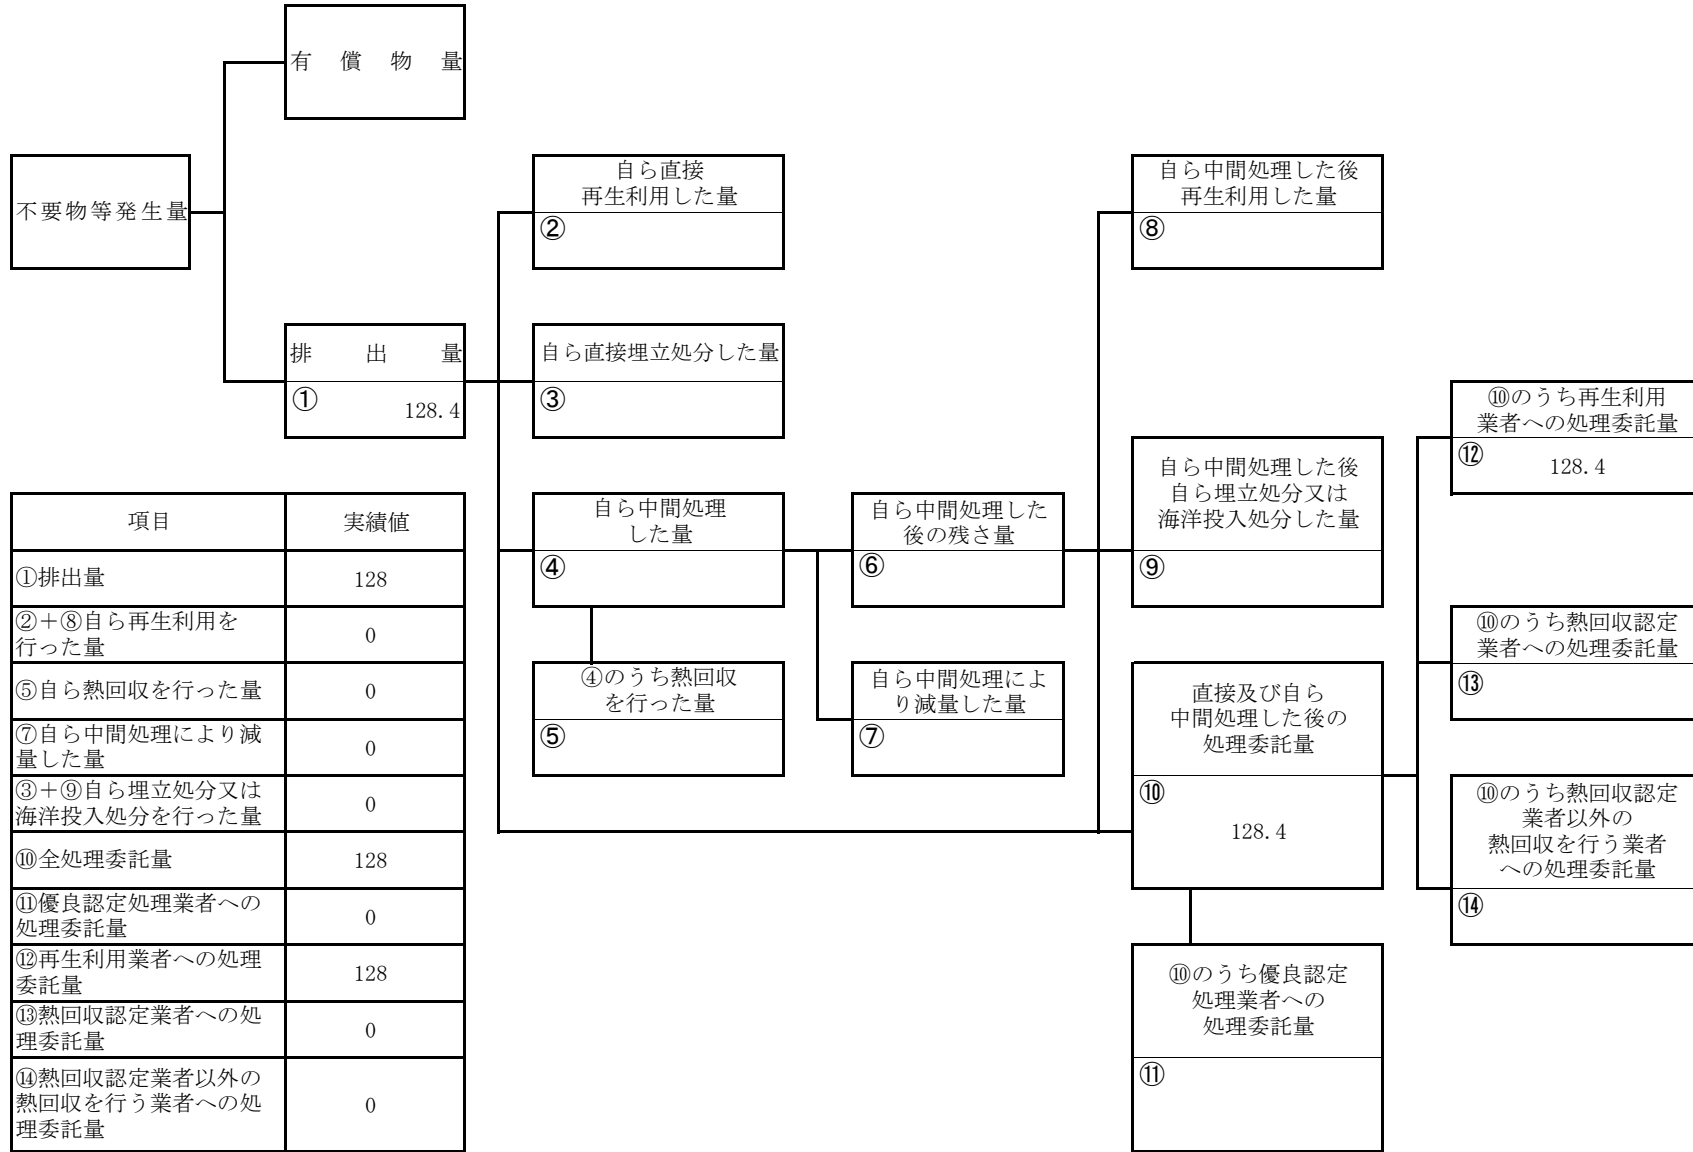 有償物量
不要物等発生量
自ら直接
再生利用した量
②
自ら中間処理した後
再生利用した量
⑧
排出量
①
128.4
自ら直接埋立処分した量
③
⑩のうち再生利用
業者への処理委託量
⑫
128.4
自ら中間処理
した量
④
自ら中間処理した
後の残さ量
⑥
自ら中間処理した後
自ら埋立処分又は
海洋投入処分した量
⑨
⑩のうち熱回収認定
業者への処理委託量
⑬
④のうち熱回収
を行った量
⑤
自ら中間処理によ
り減量した量
⑦
直接及び自ら
中間処理した後の
処理委託量
⑩
128.4
⑩のうち熱回収認定
業者以外の
熱回収を行う業者
への処理委託量
⑭
⑩のうち優良認定
処理業者への
処理委託量
⑪
項目 実績値
①排出量 128
②＋⑧自ら再生利用を
行った量 0
⑤自ら熱回収を行った量 0
⑦自ら中間処理により減
量した量 0
③＋⑨自ら埋立処分又は
海洋投入処分を行った量 0
⑩全処理委託量 128
⑪優良認定処理業者への
処理委託量 0
⑫再生利用業者への処理
委託量 128
⑬熱回収認定業者への処
理委託量 0
⑭熱回収認定業者以外の
熱回収を行う業者への処 0
理委託量